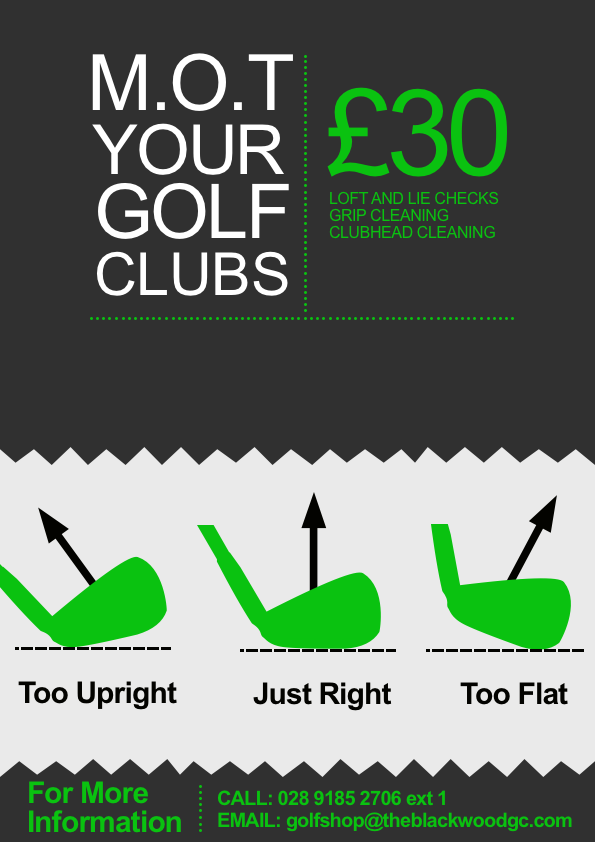 M.O.T
YOUR
GOLF
CLUBS
£30
LOFT AND LIE CHECKS
GRIP CLEANING
CLUBHEAD CLEANING
Too Upright
Just Right
Too Flat
For More
Information
CALL: 028 9185 2706 ext 1
EMAIL: golfshop@theblackwoodgc.com